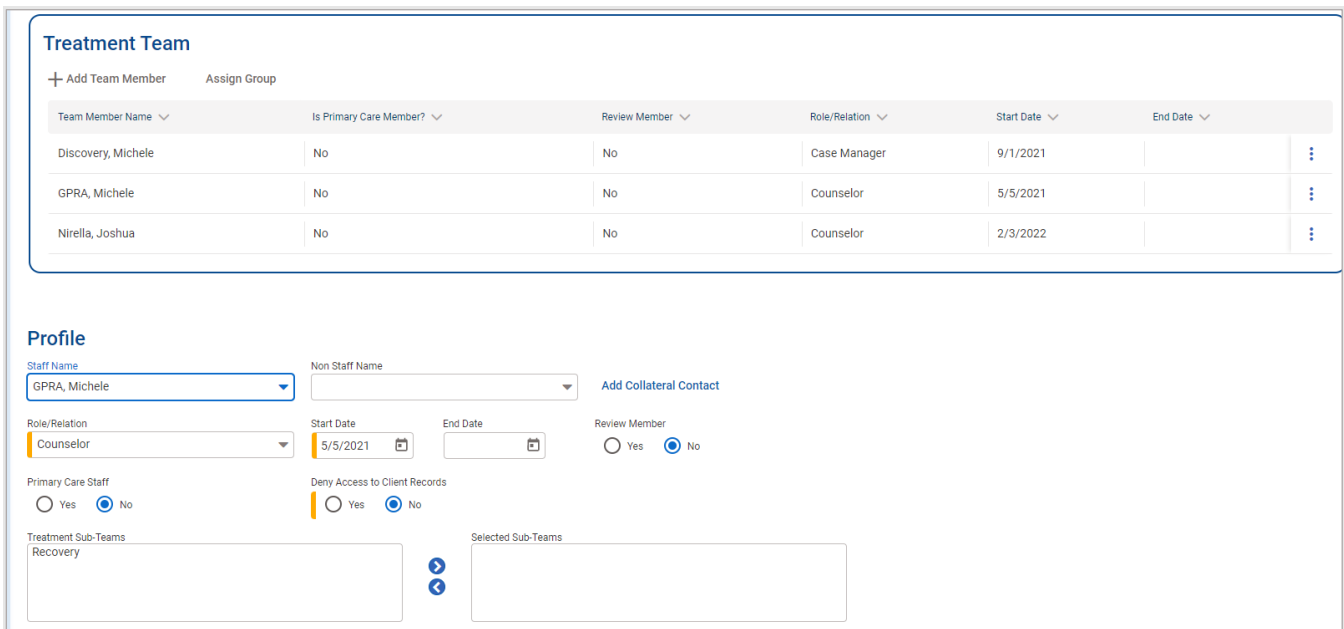 Treatment Team
Add Team Member Assign Group
Team Member Name Is Primary Care Member? Review Member Role/Relation Start Date End Date
Discovery, Michele No No Case Manager 9/1/2021
GPRA, Michele No No Counselor 5/5/2021
Nirella, Joshua No No Counselor 2/3/2022
Profile
Staff Name Non Staff Name
GPRA, Michele Add Collateral Contact
Role/Relation Start Date End Date Review Member
Counselor 5/5/2021 Yes No
Primary Care Staff Deny Access to Client Records
Yes No Yes No
Treatment Sub-Teams Selected Sub-Teams
Recovery